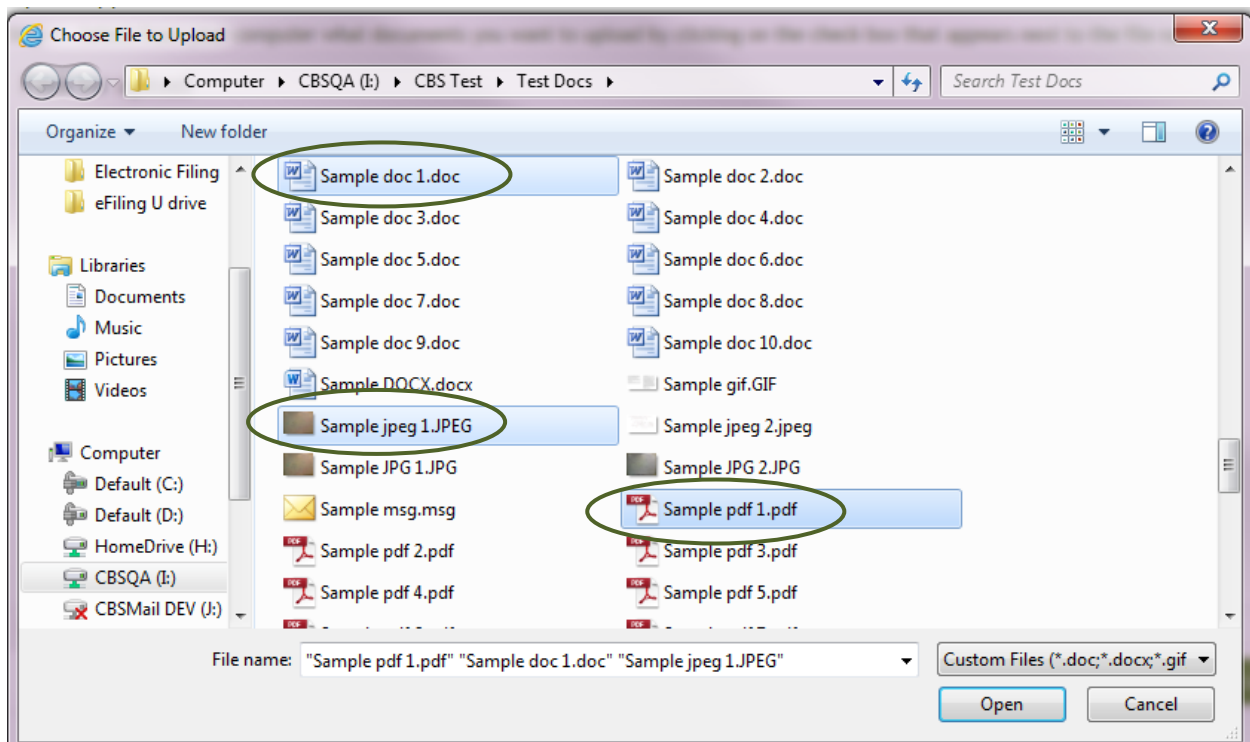 Choose File to Upload
Computer ▸ CBSQA (I:) ▸ CBS Test ▸ Test Docs ▸
Search Test Docs
Organize
New folder
Electronic Filing
eFiling U drive
Libraries
Documents
Music
Pictures
Videos
Computer
Default (C:)
Default (D:)
HomeDrive (H:)
CBSQA (I:)
CBSMail DEV (J:)
Sample doc 1.doc
Sample doc 2.doc
Sample doc 3.doc
Sample doc 4.doc
Sample doc 5.doc
Sample doc 6.doc
Sample doc 7.doc
Sample doc 8.doc
Sample doc 9.doc
Sample doc 10.doc
Sample DOCX.docx
Sample gif.GIF
Sample jpeg 1.JPEG
Sample jpeg 2.jpeg
Sample JPG 1.JPG
Sample JPG 2.JPG
Sample msg.msg
Sample pdf 1.pdf
Sample pdf 2.pdf
Sample pdf 3.pdf
Sample pdf 4.pdf
Sample pdf 5.pdf
File name: "Sample pdf 1.pdf" "Sample doc 1.doc" "Sample jpeg 1.JPEG"
Custom Files (*.doc;*.docx;*.gif
Open
Cancel